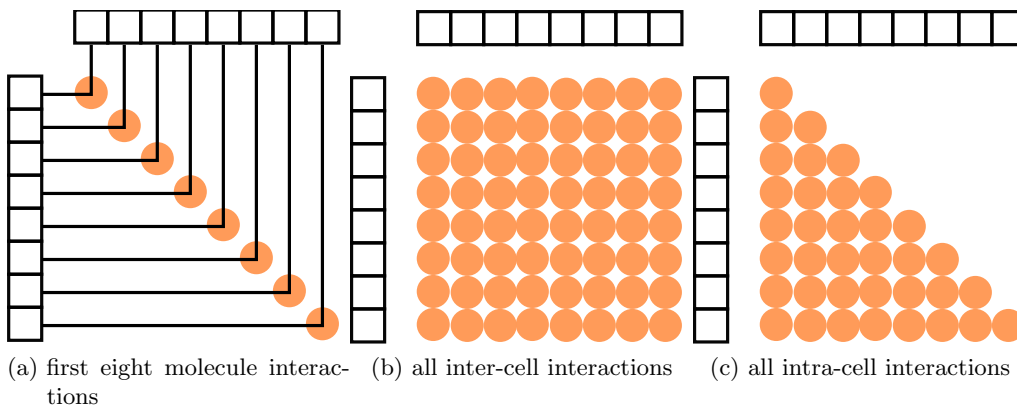 (a) first eight molecule interac-
tions
(b) all inter-cell interactions
(c) all intra-cell interactions